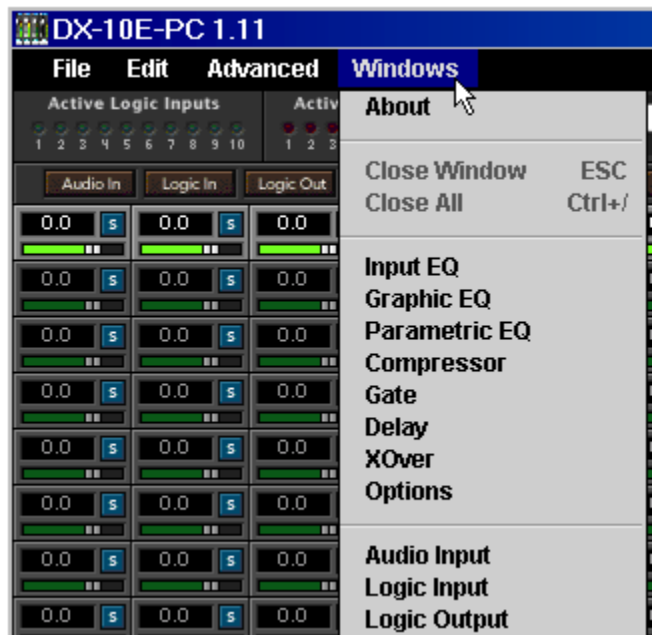 DX-10E-PC 1.11
File Edit Advanced Windows
Active Logic Inputs Activ
1 2 3 4 5 6 7 8 9 10 1 2 3
Audio In Logic In Logic Out
About
Close Window ESC
Close All Ctrl+/
Input EQ
Graphic EQ
Parametric EQ
Compressor
Gate
Delay
XOver
Options
Audio Input
Logic Input
Logic Output
0.0 S 0.0 S 0.0
0.0 S 0.0 S 0.0
0.0 S 0.0 S 0.0
0.0 S 0.0 S 0.0
0.0 S 0.0 S 0.0
0.0 S 0.0 S 0.0
0.0 S 0.0 S 0.0
0.0 S 0.0 S 0.0